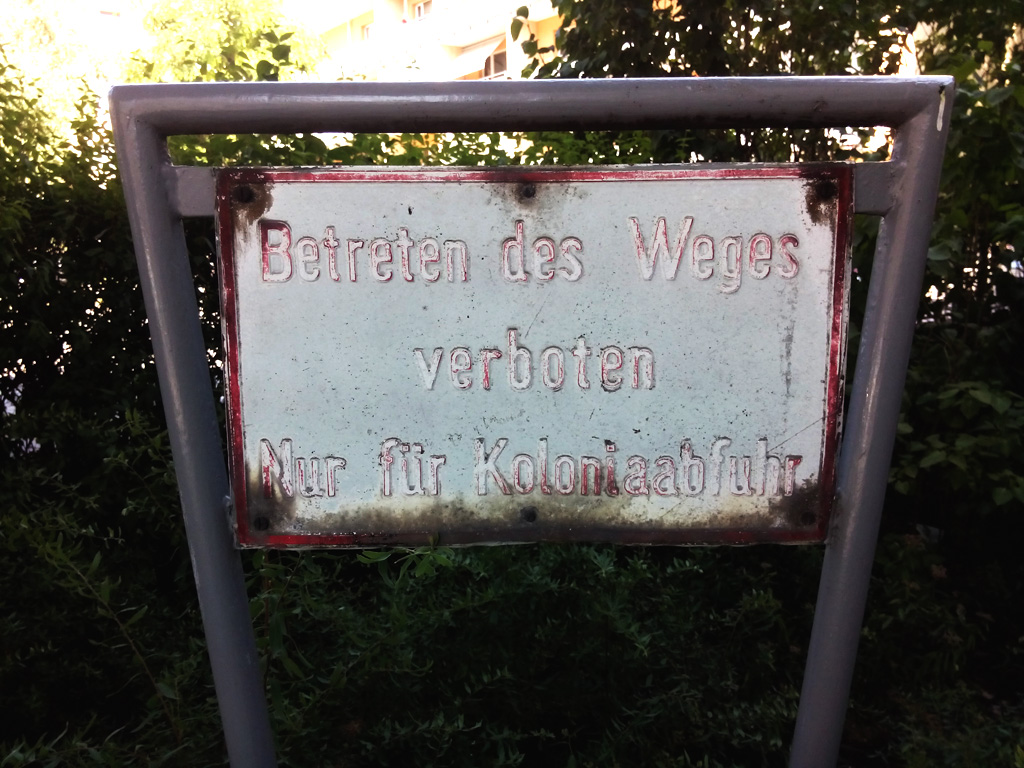 Betreten des Weges
verboten
Nur für Koloniaabfuhr